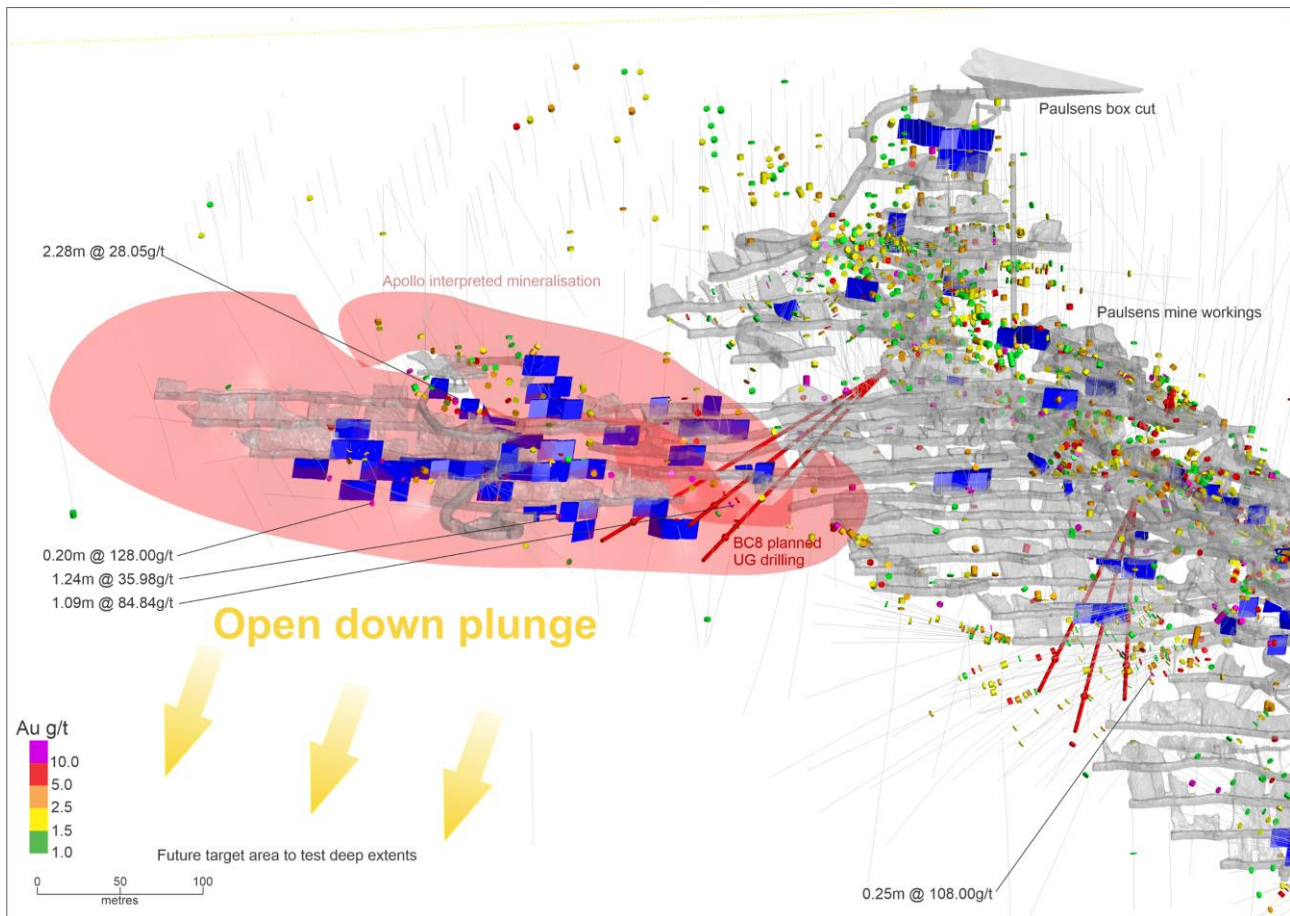 Paulsens box cut
2.28m @ 28.05g/t
Apollo interpreted mineralisation
Paulsens mine workings
0.20m @ 128.00g/t
1.24m @ 35.98g/t
1.09m @ 84.84g/t
BC8 planned
UG drilling
Open down plunge
Au g/t
10.0
5.0
2.5
1.5
1.0
Future target area to test deep extents
0 50 100
metres
0.25m @ 108.00g/t